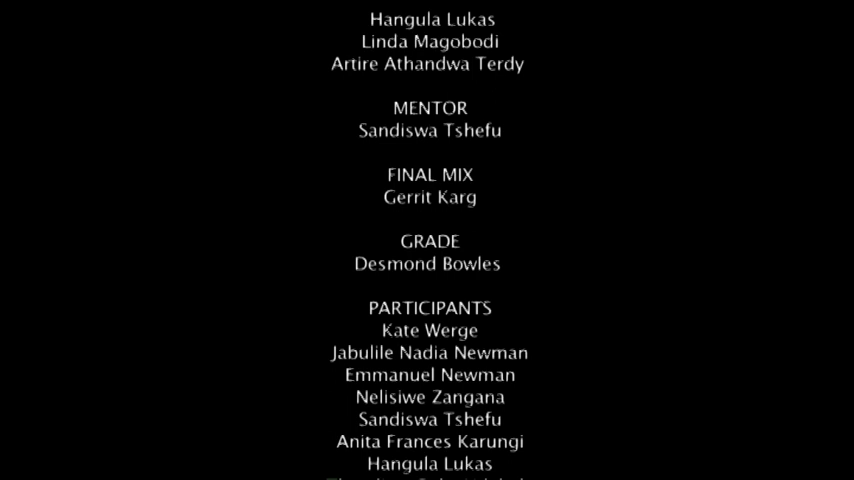 Hangula Lukas
Linda Magobodi
Artire Athandwa Terdy
MENTOR
Sandiswa Tshefu
FINAL MIX
Gerrit Karg
GRADE
Desmond Bowles
PARTICIPANTS
Kate Werge
Jabulile Nadia Newman
Emmanuel Newman
Nelisiwe Zangana
Sandiswa Tshefu
Anita Frances Karungi
Hangula Lukas